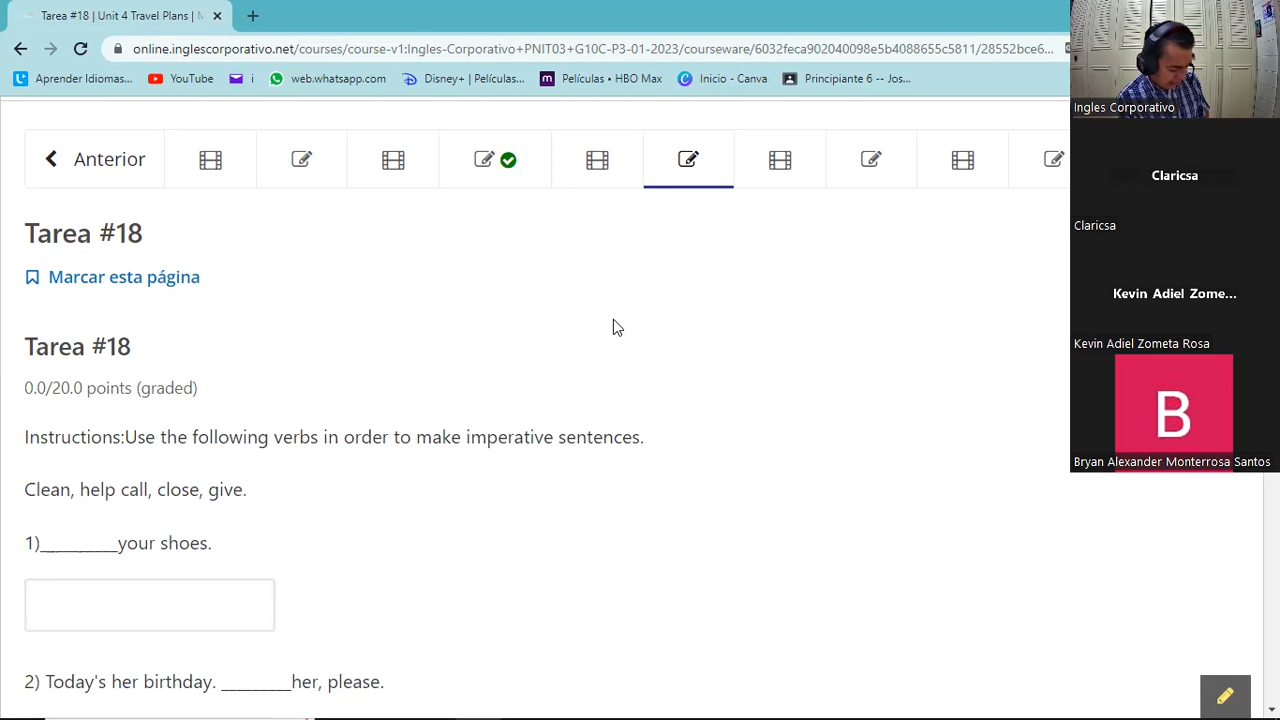 Tarea #18 | Unit 4 Travel Plans |
online.inglescorporativo.net/courses/course-v1:Ingles-Corporativo+PNIT03+G10C-P3-01-2023/courseware/6032feca90204009865b4088655c5811/28552bce6...
Aprender Idiomas... YouTube i web.whatsapp.com Disney+ | Películas... Películas • HBO Max Inicio - Canva Principiante 6 -- Jos...
Anterior
Tarea #18
Marcar esta página
Tarea #18
0.0/20.0 points (graded)
Instructions:Use the following verbs in order to make imperative sentences.
Clean, help call, close, give.
1)__________your shoes.
2) Today's her birthday. _________her, please.
Ingles Corporativo
Claricsa
Claricsa
Kevin Adiel Zome...
Kevin Adiel Zometa Rosa
B
Bryan Alexander Monterrosa Santos